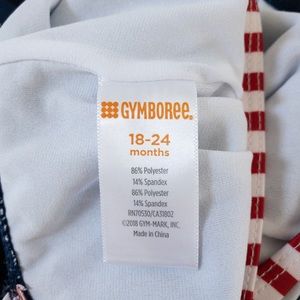 GYMBOREE
18-24
months
86% Polyester
14% Spandex
86% Polyester
14% Spandex
RN70530/CA31802
©2018 GYM-MARK, INC.
Made in China